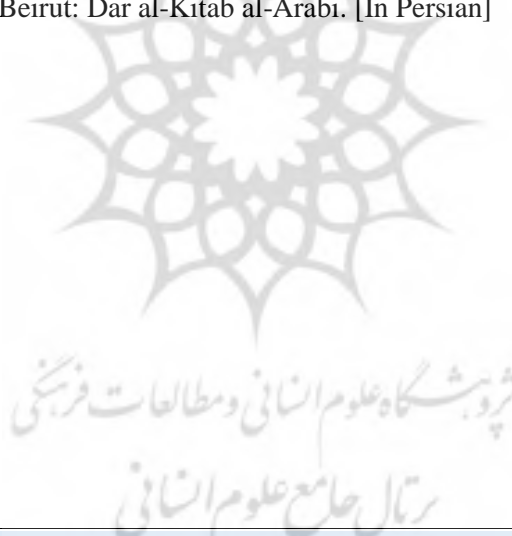 Beirut: Dar al-Kitab al-Arabi. [In Persian]
پژوهشگاه علوم انسانی و مطالعات فرهنگی
پرتال جامع علوم انسانی